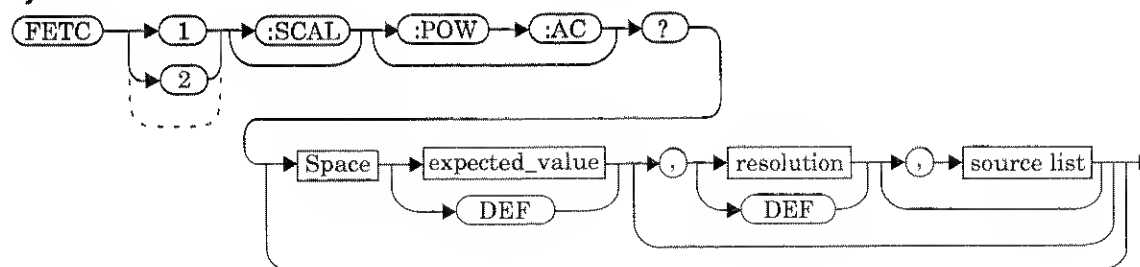 FETC 1 :SCAL :POW :AC ?
2
Space expected_value , resolution , source list
DEF DEF